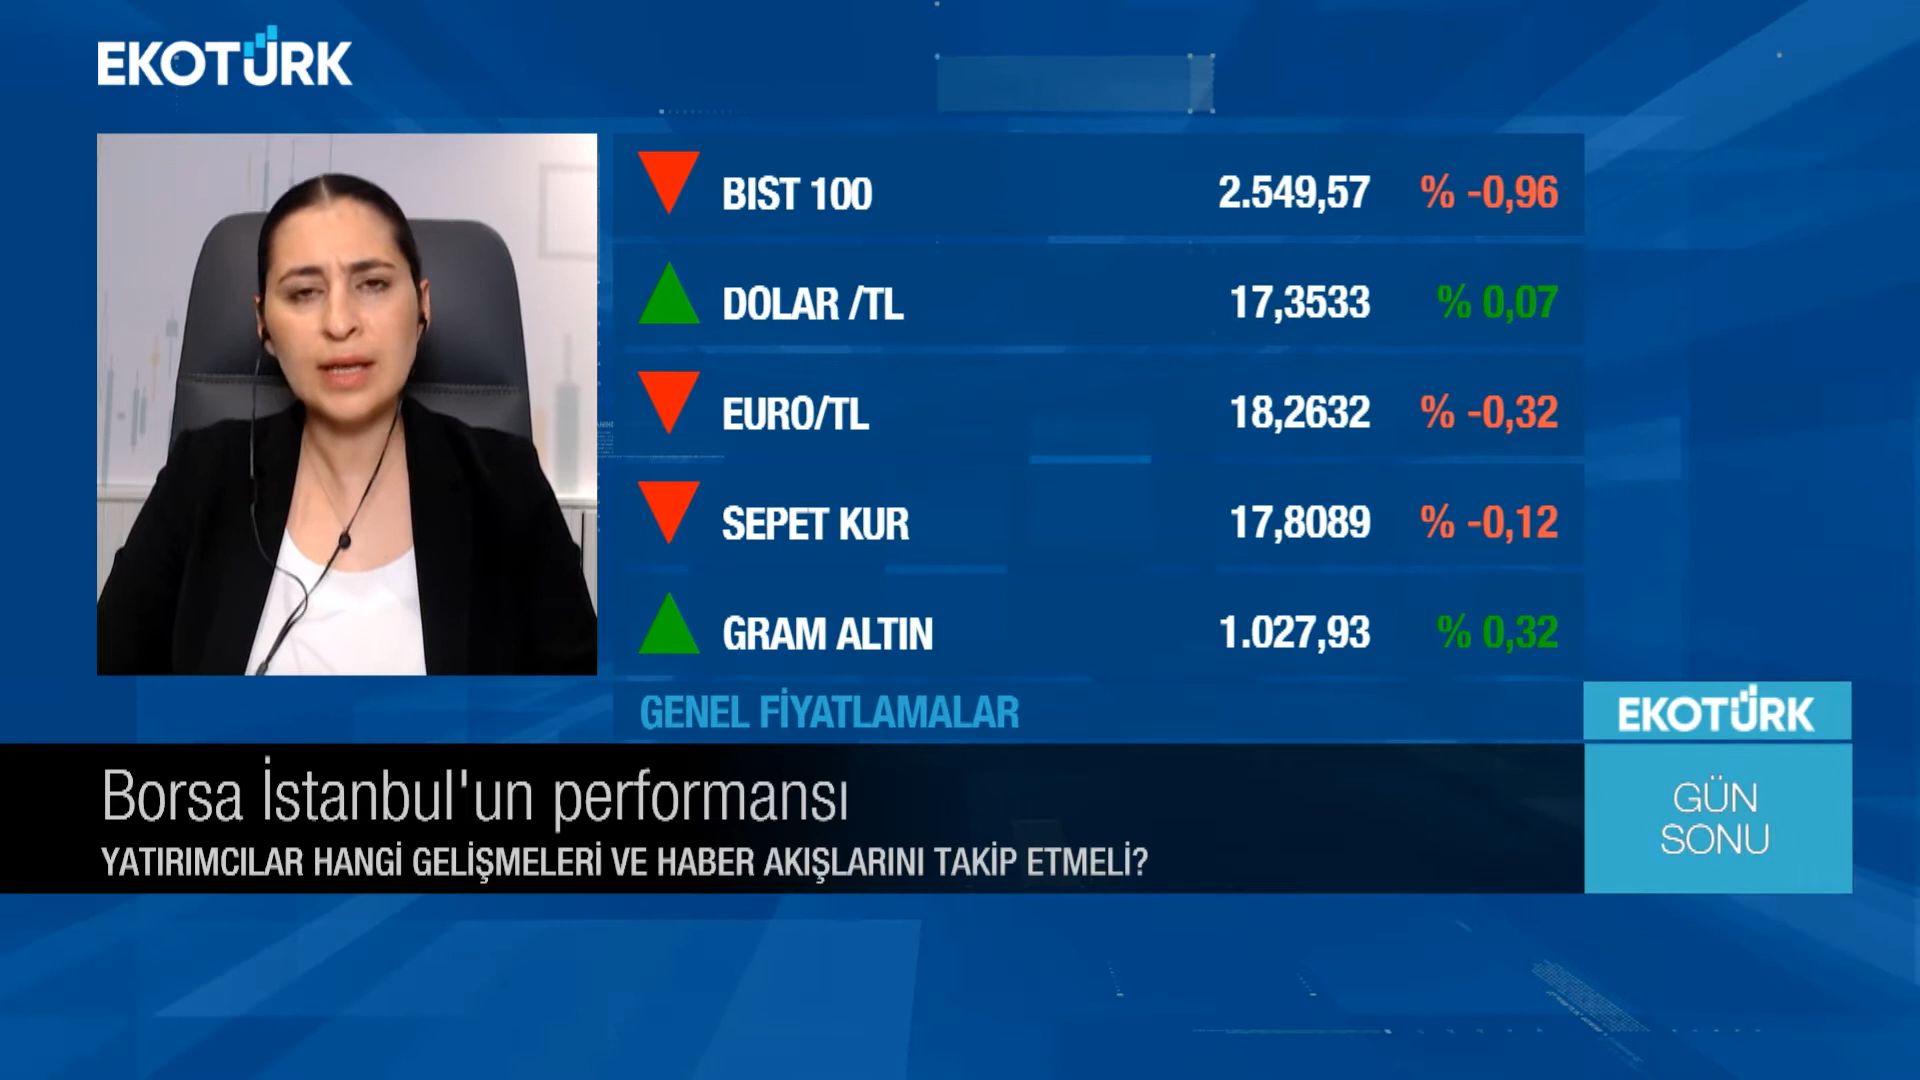 EKOTÜRK
BIST 100 2.549,57 % -0,96
DOLAR /TL 17,3533 % 0,07
EURO/TL 18,2632 % -0,32
SEPET KUR 17,8089 % -0,12
GRAM ALTIN 1.027,93 % 0,32
GENEL FİYATLAMALAR
EKOTÜRK
Borsa İstanbul'un performansı
YATIRIMCILAR HANGİ GELİŞMELERİ VE HABER AKIŞLARINI TAKİP ETMELİ?
GÜN
SONU